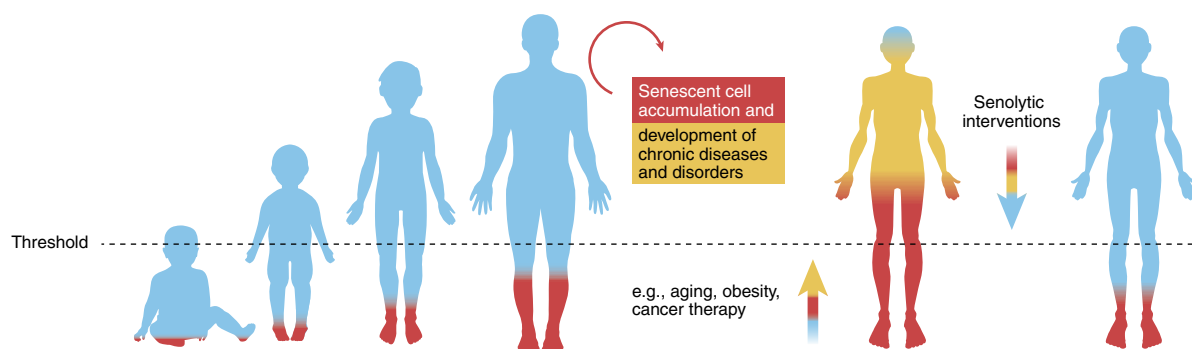 Senescent cell
accumulation and
development of
chronic diseases
and disorders
Senolytic
interventions
Threshold
e.g., aging, obesity,
cancer therapy